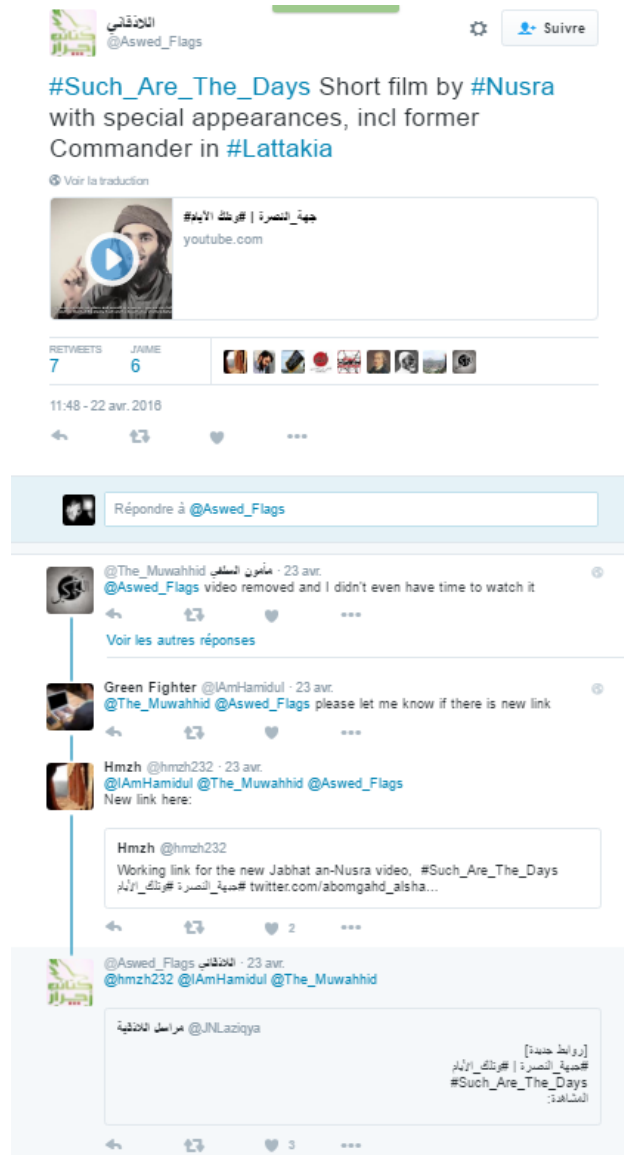 اللاذقاني
@Aswed_Flags
Suivre
#Such_Are_The_Days Short film by #Nusra
with special appearances, incl former
Commander in #Lattakia
Voir la traduction
جبهة_النصرة | #وتلك الأيام#
youtube.com
RETWEETS
J'AIME
7
6
11:48 - 22 avr. 2016
Répondre à @Aswed_Flags
@The_Muwahhid مأمون السلفي · 23 avr.
@Aswed_Flags video removed and I didn't even have time to watch it
Voir les autres réponses
Green Fighter @IAmHamidul · 23 avr.
@The_Muwahhid @Aswed_Flags please let me know if there is new link
Hmzh @hmzh232 · 23 avr.
@IAmHamidul @The_Muwahhid @Aswed_Flags
New link here:
Hmzh @hmzh232
Working link for the new Jabhat an-Nusra video, #Such_Are_The_Days
#جبهة_النصرة #وتلك_الأيام twitter.com/abomgahd_alsha...
@Aswed_Flags اللاذقاني · 23 avr.
@hmzh232 @IAmHamidul @The_Muwahhid
مراسل اللاذقية @JNLaziqya
[روابط جديدة]
#جبهة_النصرة | #وتلك_الأيام
#Such_Are_The_Days
المشاهدة:
2
3